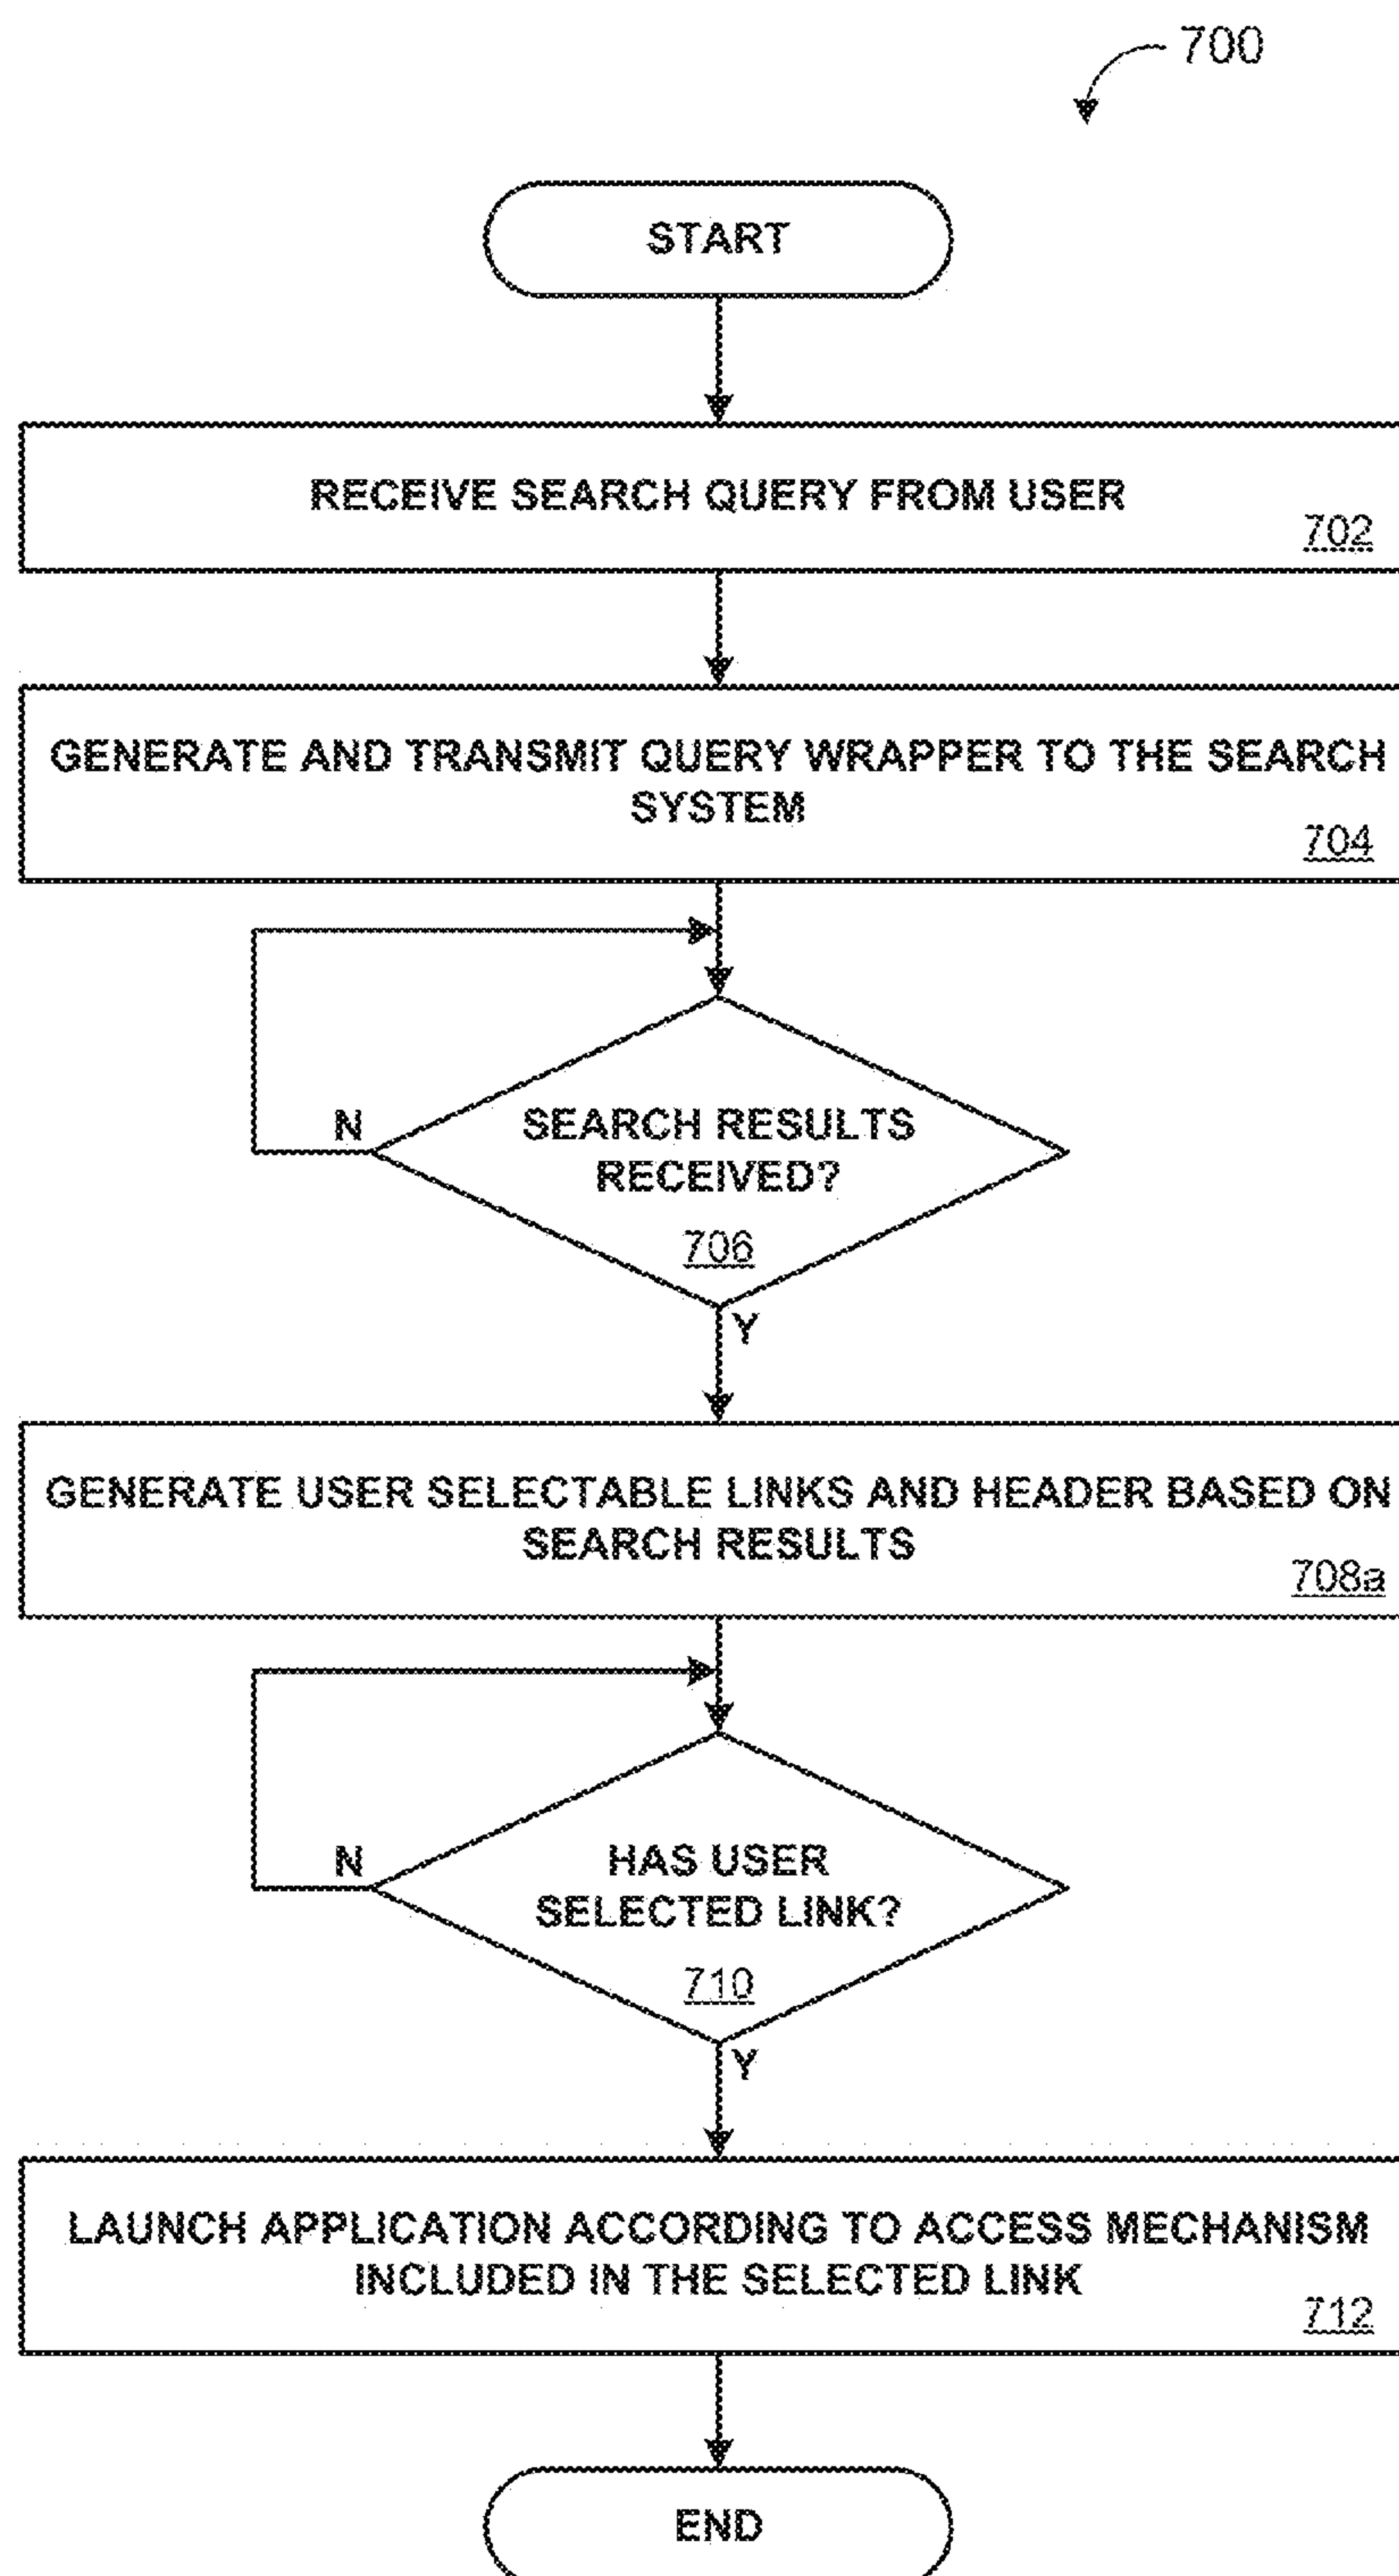 700
START
RECEIVE SEARCH QUERY FROM USER
702
GENERATE AND TRANSMIT QUERY WRAPPER TO THE SEARCH
SYSTEM
704
N
SEARCH RESULTS
RECEIVED?
706
Y
GENERATE USER SELECTABLE LINKS AND HEADER BASED ON
SEARCH RESULTS
708a
N
HAS USER
SELECTED LINK?
710
Y
LAUNCH APPLICATION ACCORDING TO ACCESS MECHANISM
INCLUDED IN THE SELECTED LINK
712
END